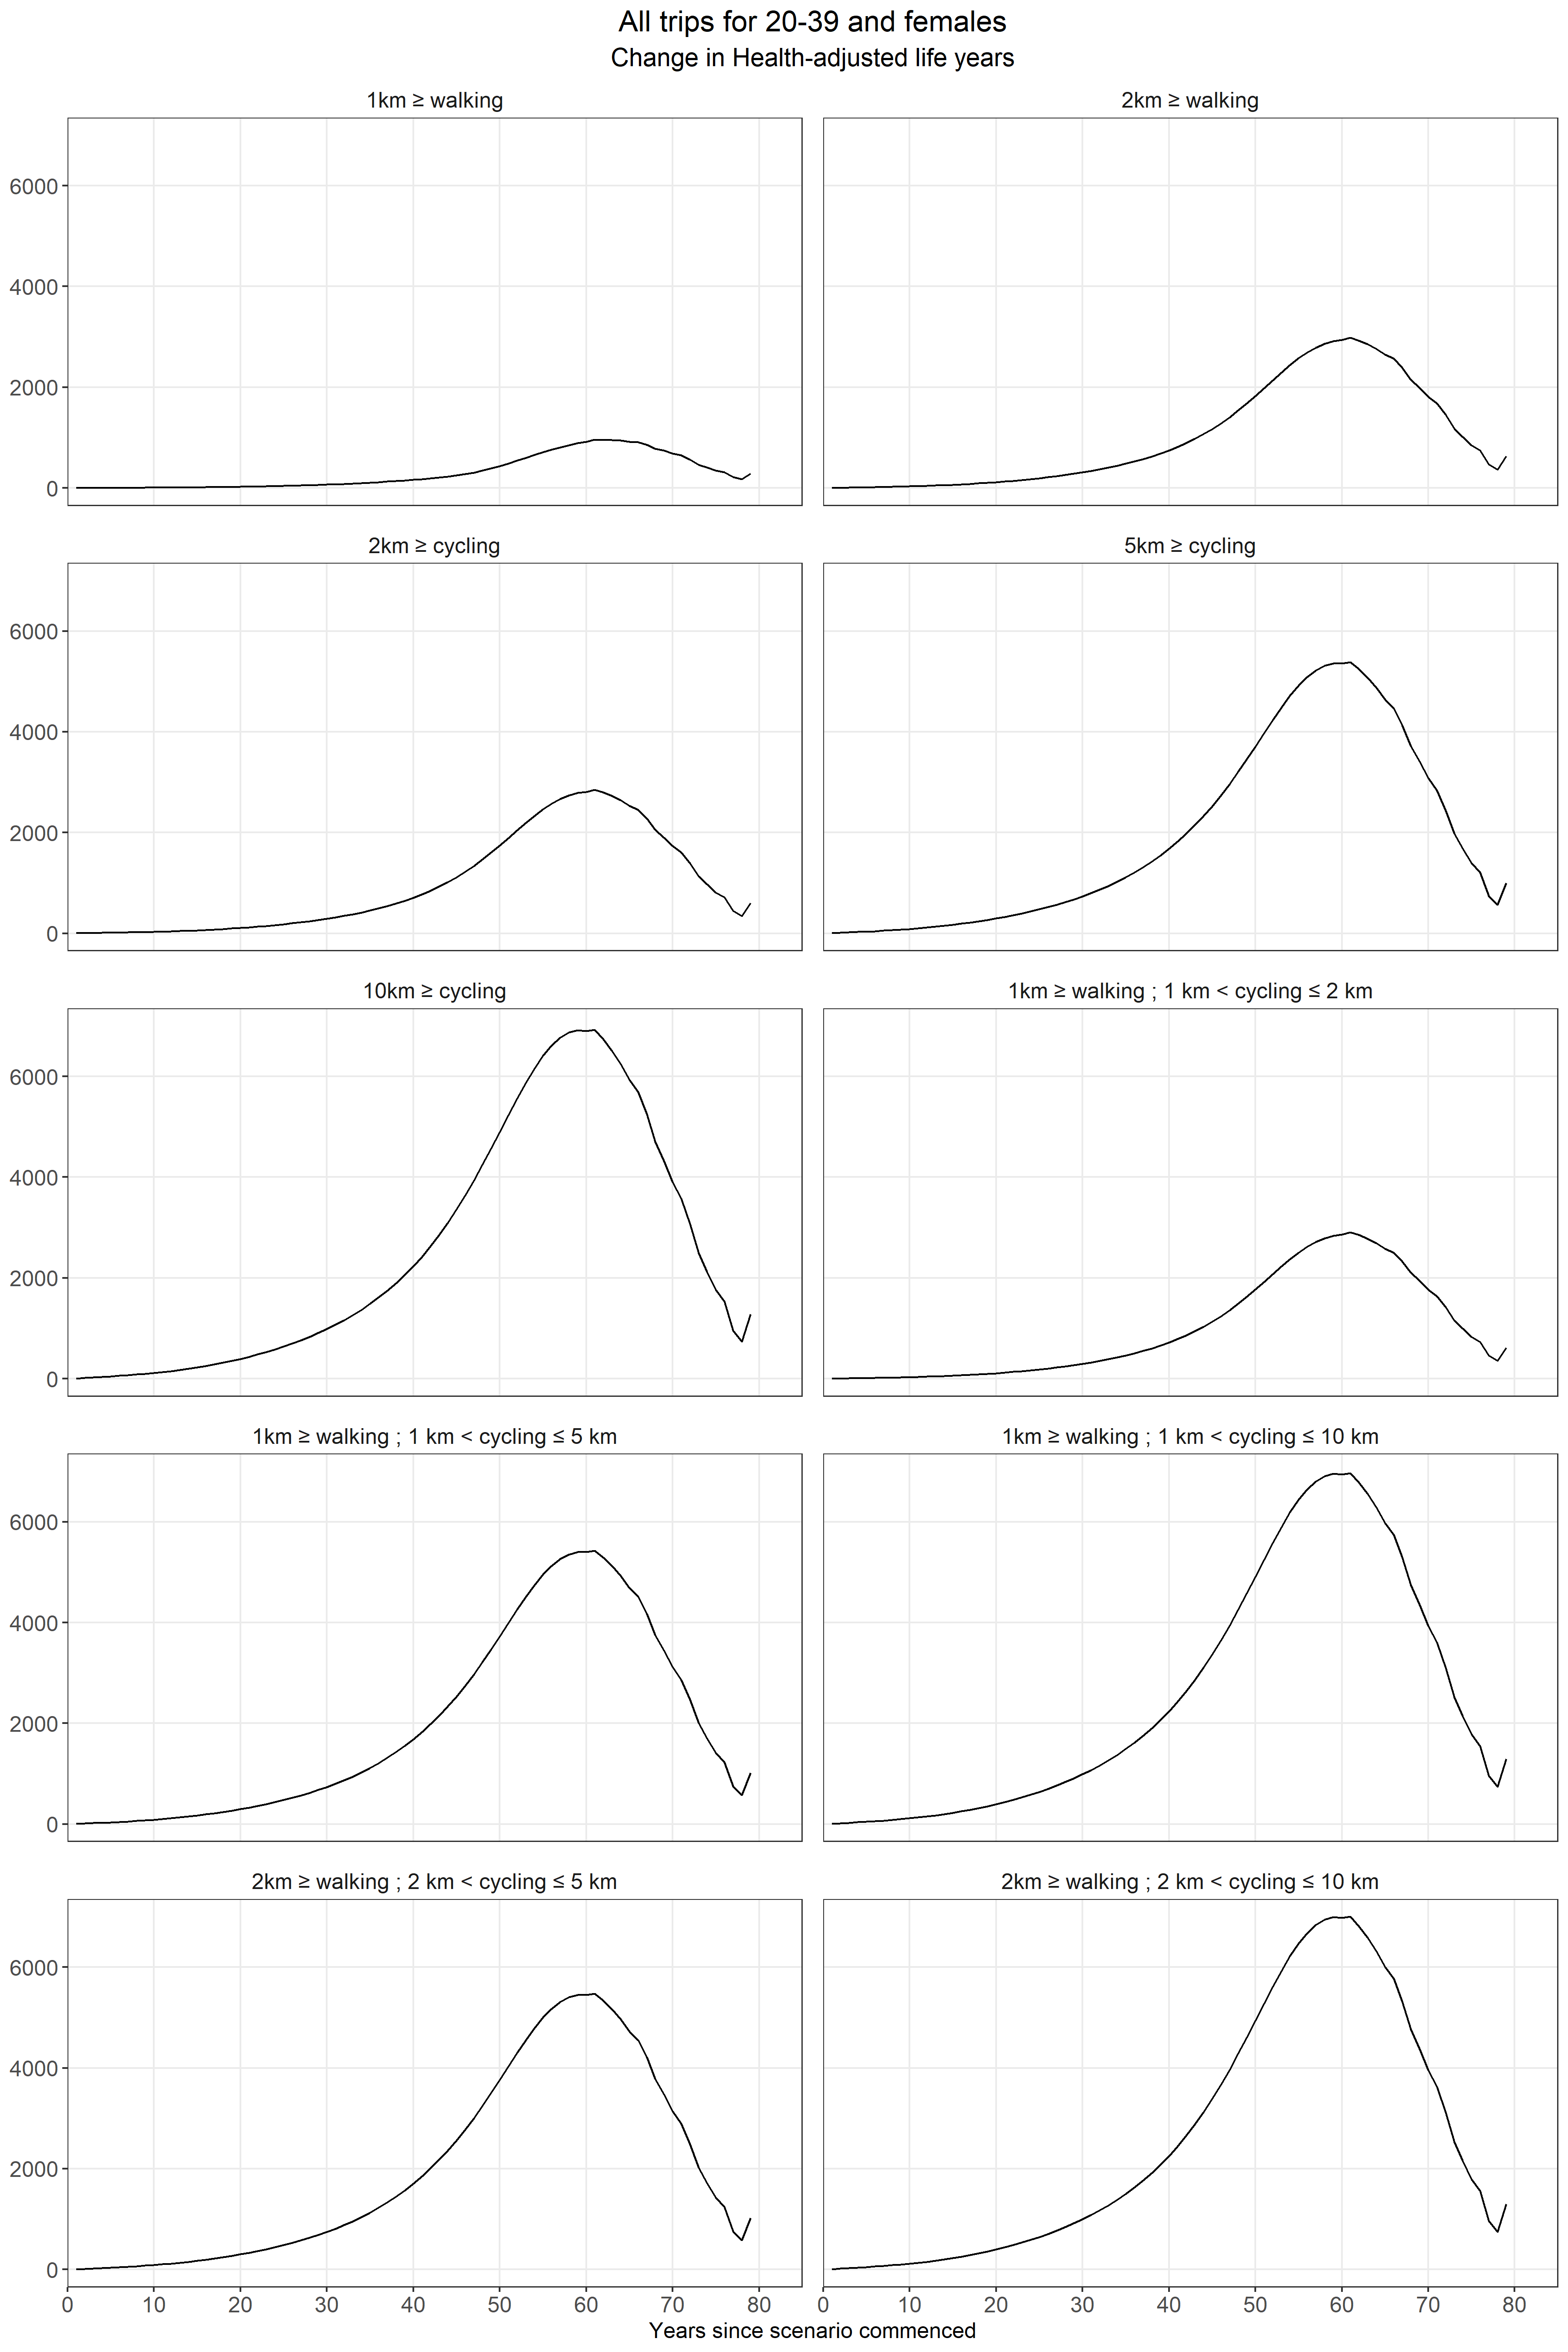 All trips for 20-39 and females
Change in Health-adjusted life years
1km ≥ walking
2km ≥ walking
6000
4000
2000
0
2km ≥ cycling
5km ≥ cycling
6000
4000
2000
0
10km ≥ cycling
1km ≥ walking ; 1 km < cycling ≤ 2 km
6000
4000
2000
0
1km ≥ walking ; 1 km < cycling ≤ 5 km
1km ≥ walking ; 1 km < cycling ≤ 10 km
6000
4000
2000
0
2km ≥ walking ; 2 km < cycling ≤ 5 km
2km ≥ walking ; 2 km < cycling ≤ 10 km
6000
4000
2000
0
0 10 20 30 40 50 60 70 80
0 10 20 30 40 50 60 70 80
Years since scenario commenced